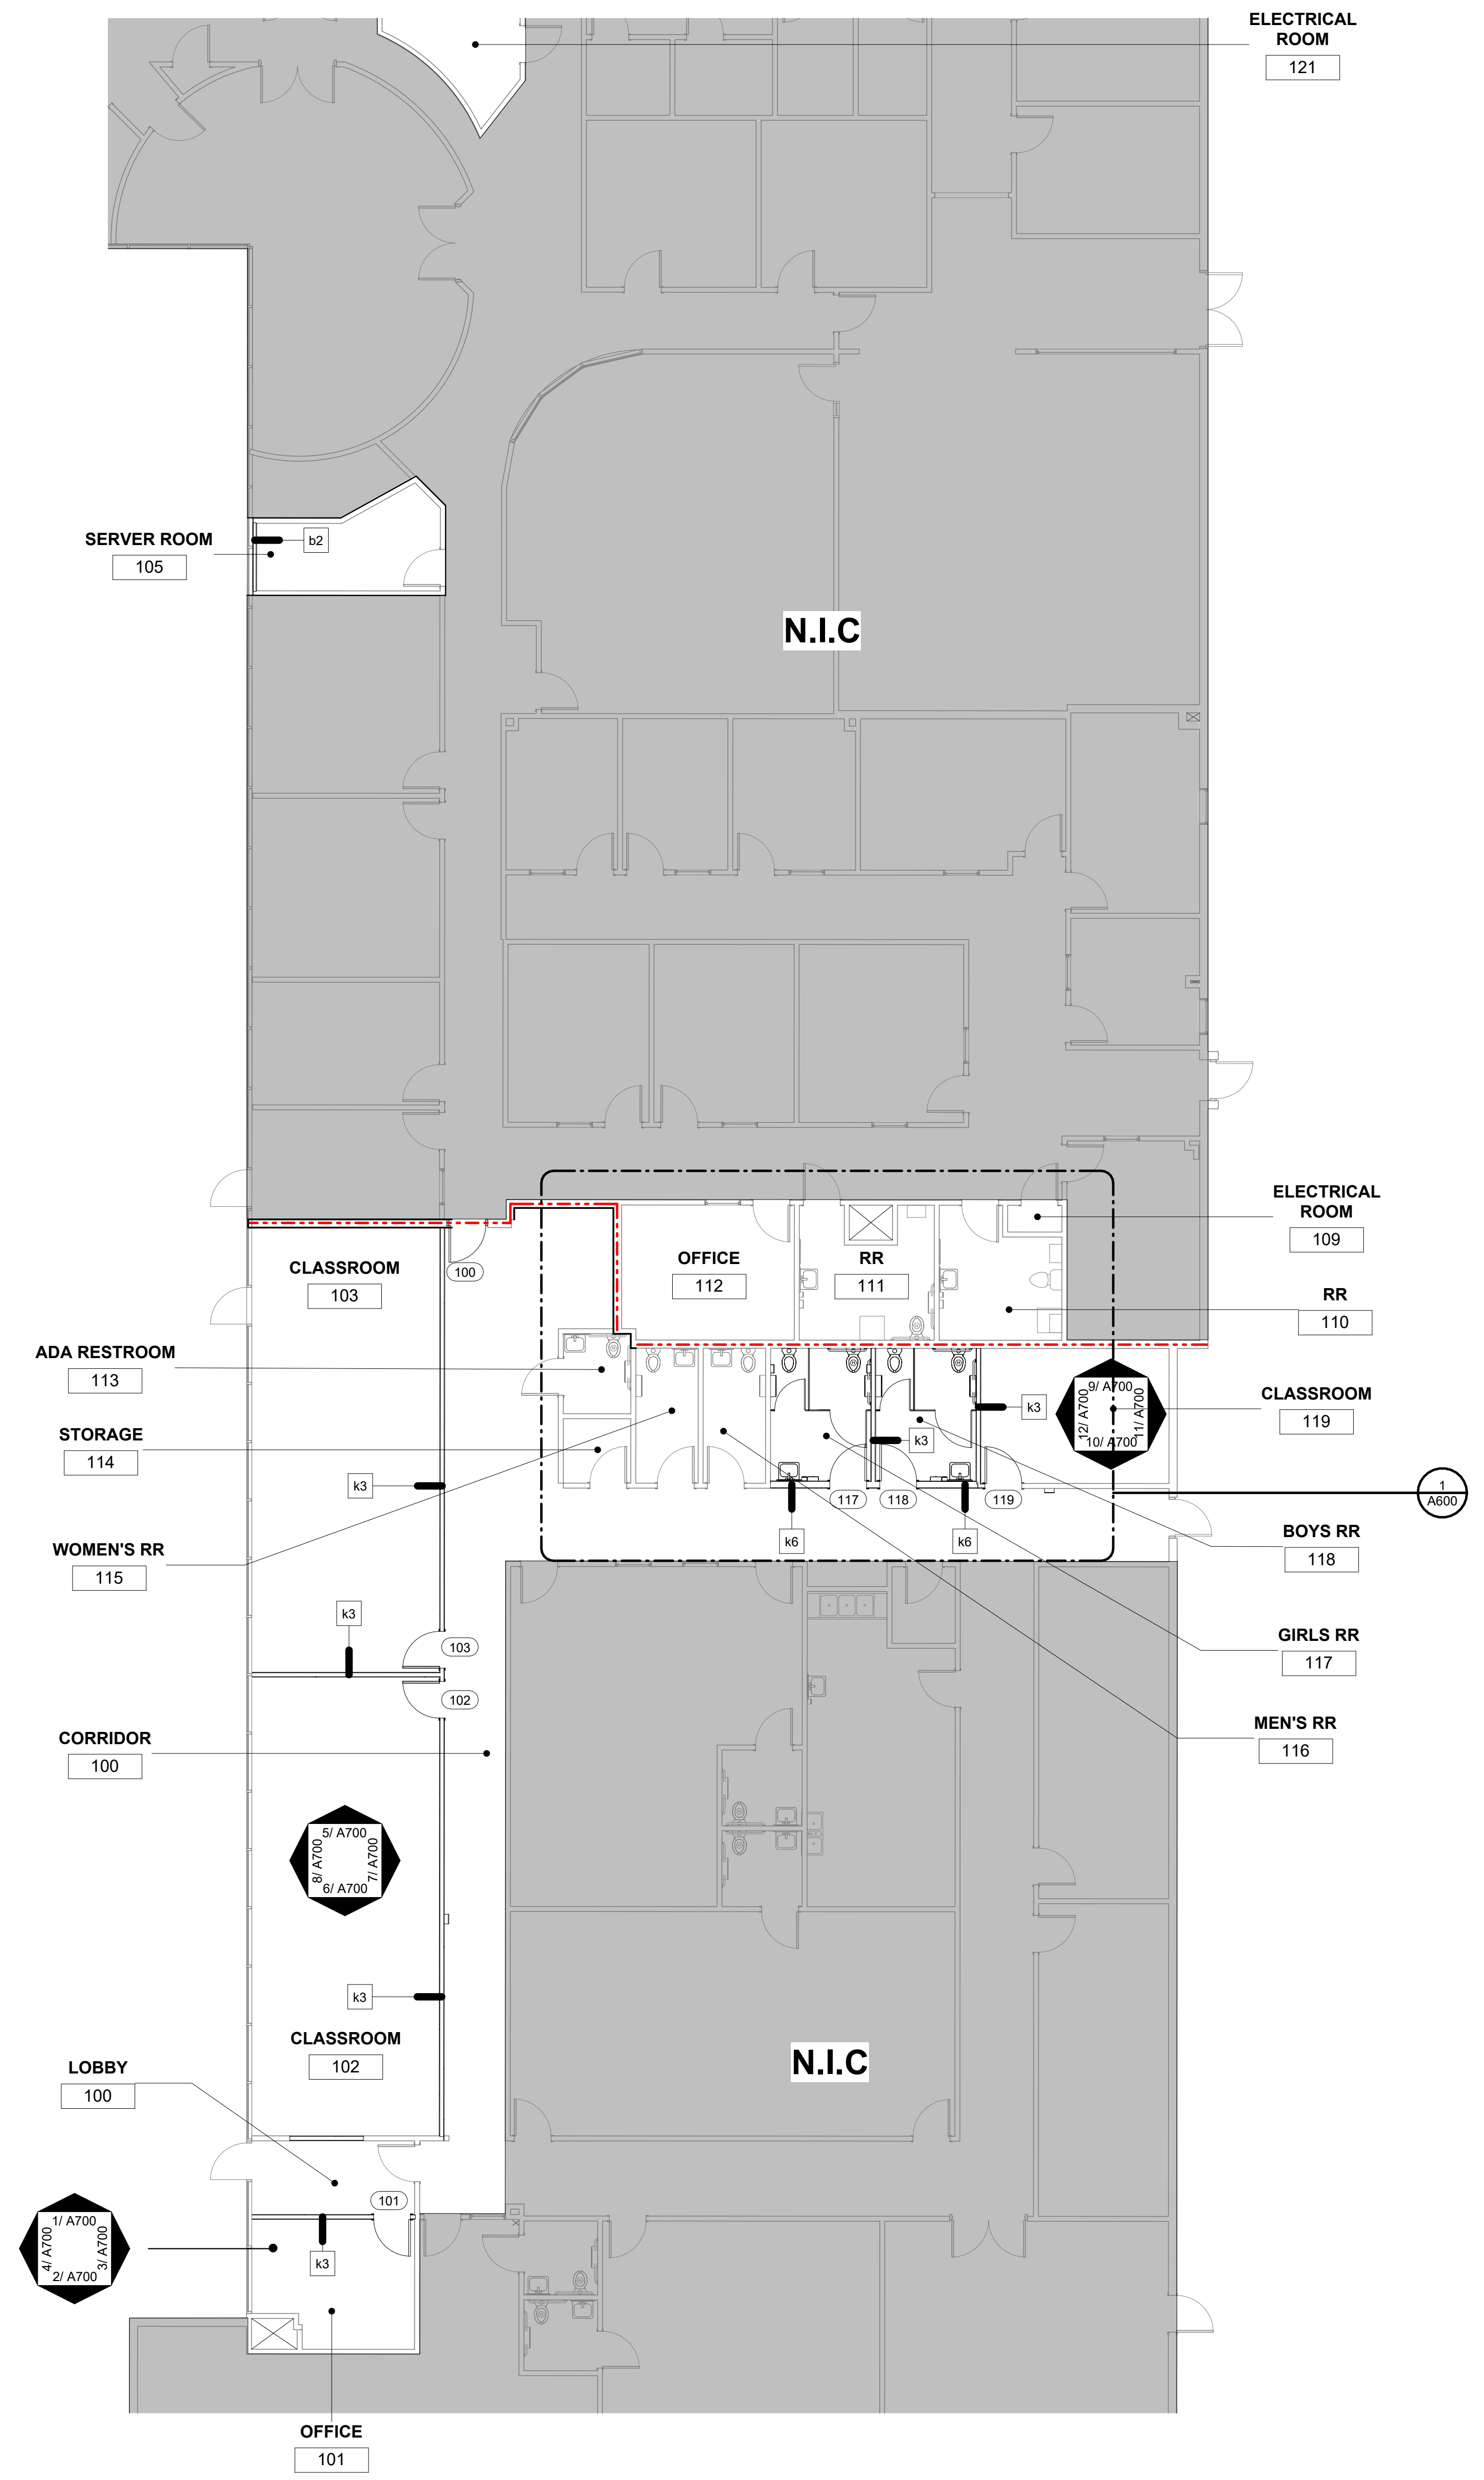 ELECTRICAL
ROOM
121
SERVER ROOM
105
b2
N.I.C
ELECTRICAL
ROOM
109
CLASSROOM
103
100
OFFICE
112
RR
111
RR
110
ADA RESTROOM
113
9/ A700
12/ A700
11/ A700
10/ A700
CLASSROOM
119
k3
k3
STORAGE
114
k3
117
118
119
1
A600
k6
k6
WOMEN'S RR
115
BOYS RR
118
k3
103
GIRLS RR
117
102
CORRIDOR
100
MEN'S RR
116
5/ A700
8/ A700
7/ A700
6/ A700
k3
CLASSROOM
102
N.I.C
LOBBY
100
101
1/ A700
4/ A700
3/ A700
2/ A700
k3
OFFICE
101